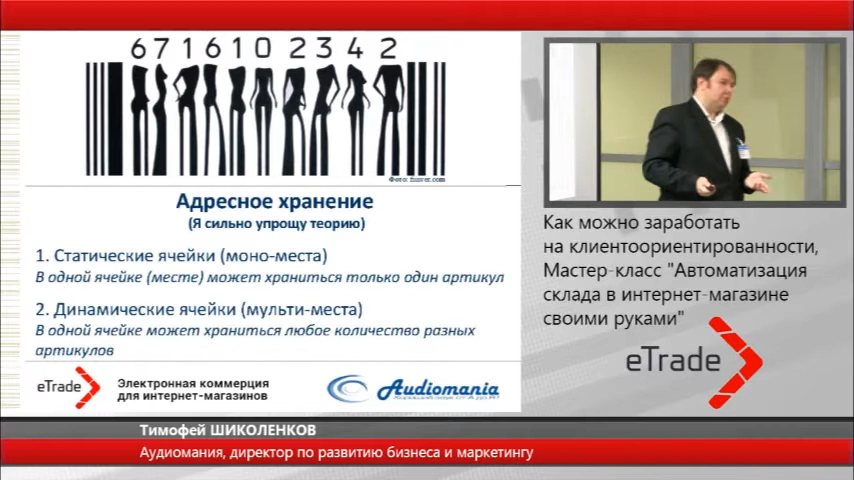 6716102342
Фото: fliiver.com
Адресное хранение
(Я сильно упрощу теорию)
1. Статические ячейки (моно-места)
В одной ячейке (месте) может храниться только один артикул
2. Динамические ячейки (мульти-места)
В одной ячейке может храниться любое количество разных
артикулов
eTrade
Электронная коммерция
для интернет-магазинов
Audiomania
Как можно заработать
на клиентоориентированности,
Мастер-класс "Автоматизация
склада в интернет-магазине
своими руками"
eTrade
Тимофей ШИКОЛЕНКОВ
Аудиомания, директор по развитию бизнеса и маркетингу